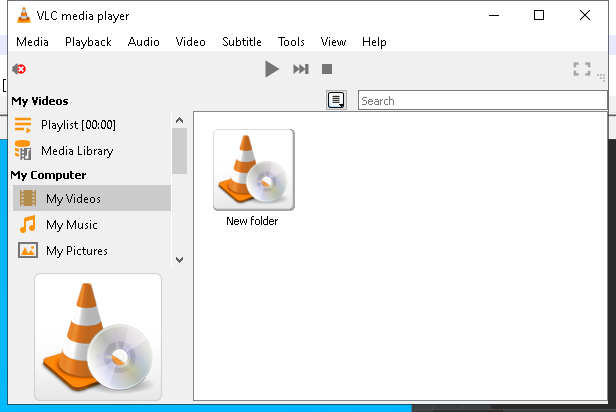 VLC media player
Media Playback Audio Video Subtitle Tools View Help
My Videos
Search
Playlist [00:00]
Media Library
My Computer
My Videos
My Music
My Pictures
New folder